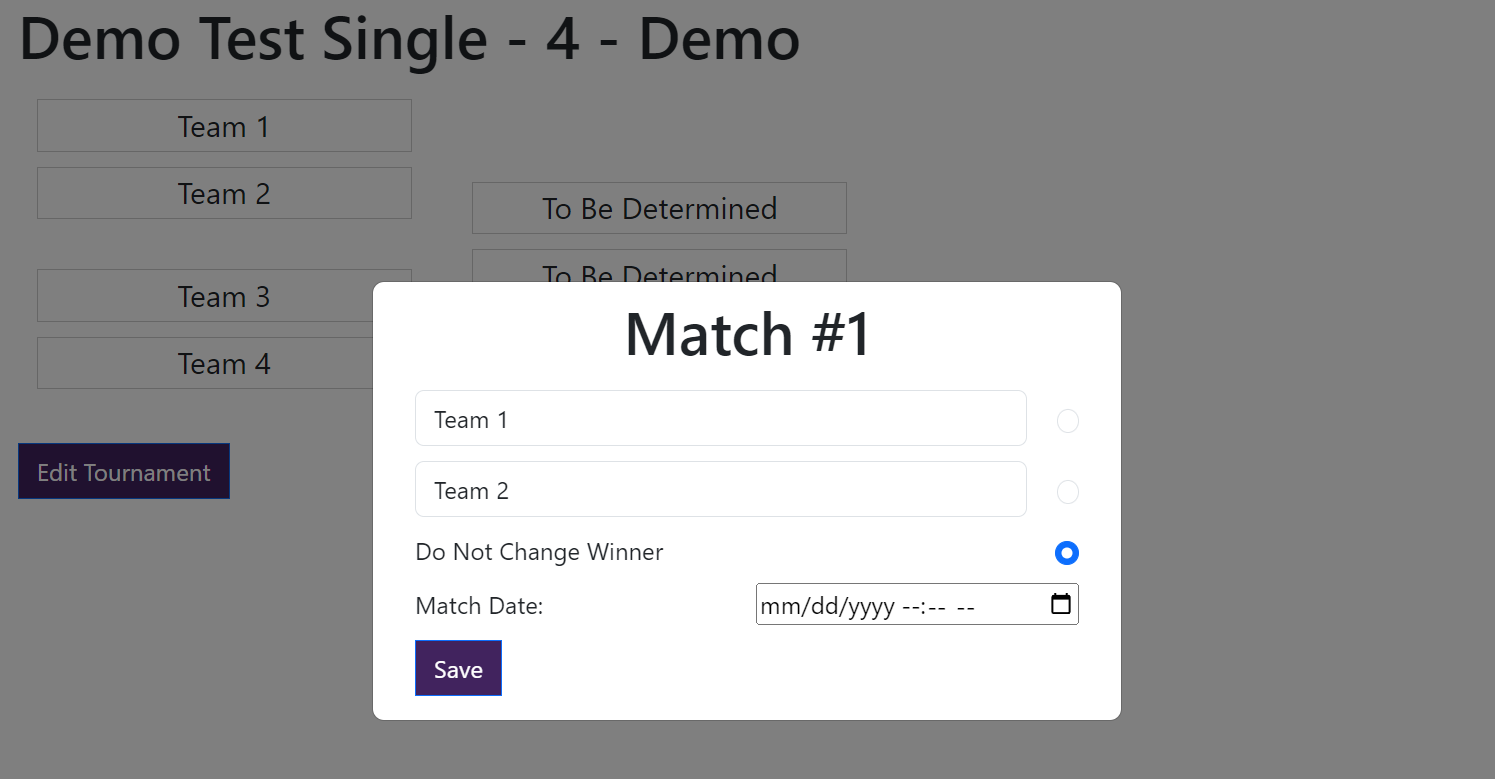 Demo Test Single - 4 - Demo
Team 1
Team 2
To Be Determined
To Be Determined
Team 3
Team 4
Edit Tournament
Match #1
Team 1
Team 2
Do Not Change Winner
Match Date:
mm/dd/yyyy --:-- --
Save